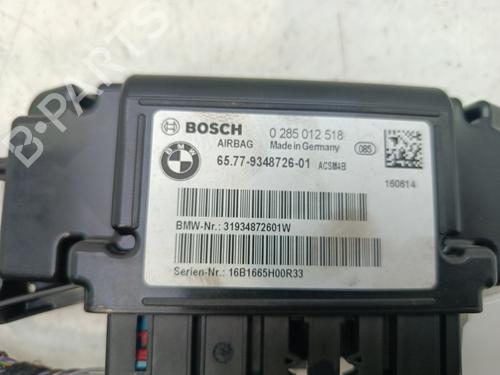 B-PARTS
BOSCH 0 285 012 518
AIRBAG Made in Germany 085
BMW 65.77-9348726-01 ACSM4B
160614
BMW-Nr.: 31934872601W
Serien-Nr.: 16B1665H00R33